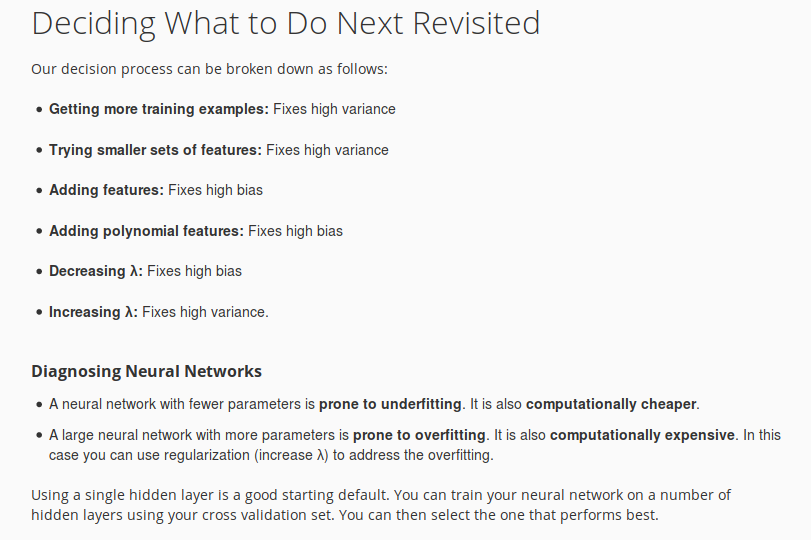 Deciding What to Do Next Revisited
Our decision process can be broken down as follows:
• Getting more training examples: Fixes high variance
• Trying smaller sets of features: Fixes high variance
• Adding features: Fixes high bias
• Adding polynomial features: Fixes high bias
• Decreasing λ: Fixes high bias
• Increasing λ: Fixes high variance.
Diagnosing Neural Networks
• A neural network with fewer parameters is prone to underfitting. It is also computationally cheaper.
• A large neural network with more parameters is prone to overfitting. It is also computationally expensive. In this
case you can use regularization (increase λ) to address the overfitting.
Using a single hidden layer is a good starting default. You can train your neural network on a number of
hidden layers using your cross validation set. You can then select the one that performs best.